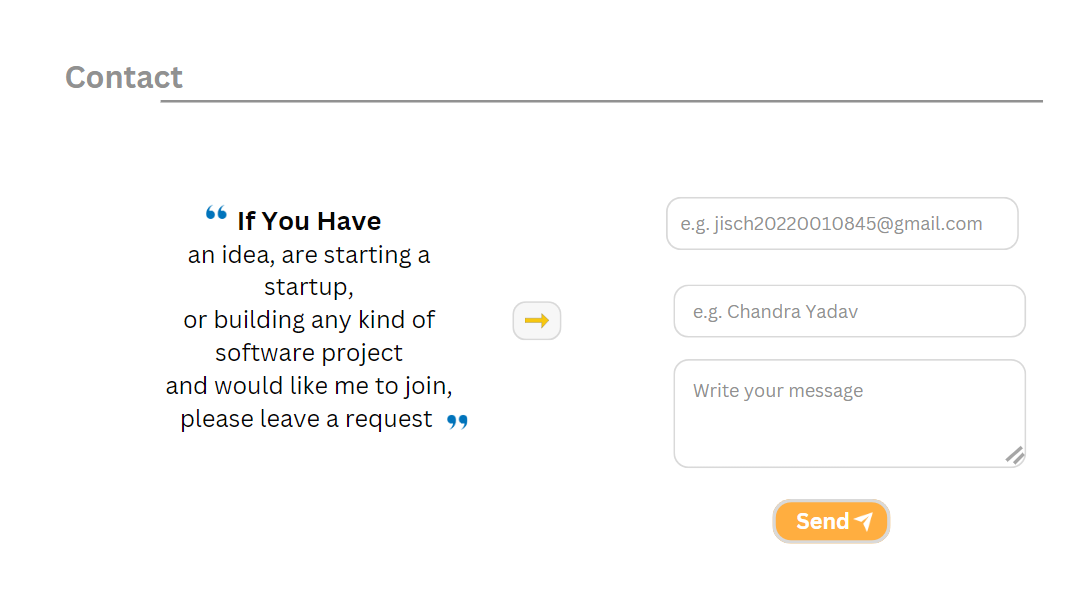 Contact
“ If You Have
an idea, are starting a
startup,
or building any kind of
software project
and would like me to join,
please leave a request ”
e.g. jisch20220010845@gmail.com
e.g. Chandra Yadav
Write your message
Send